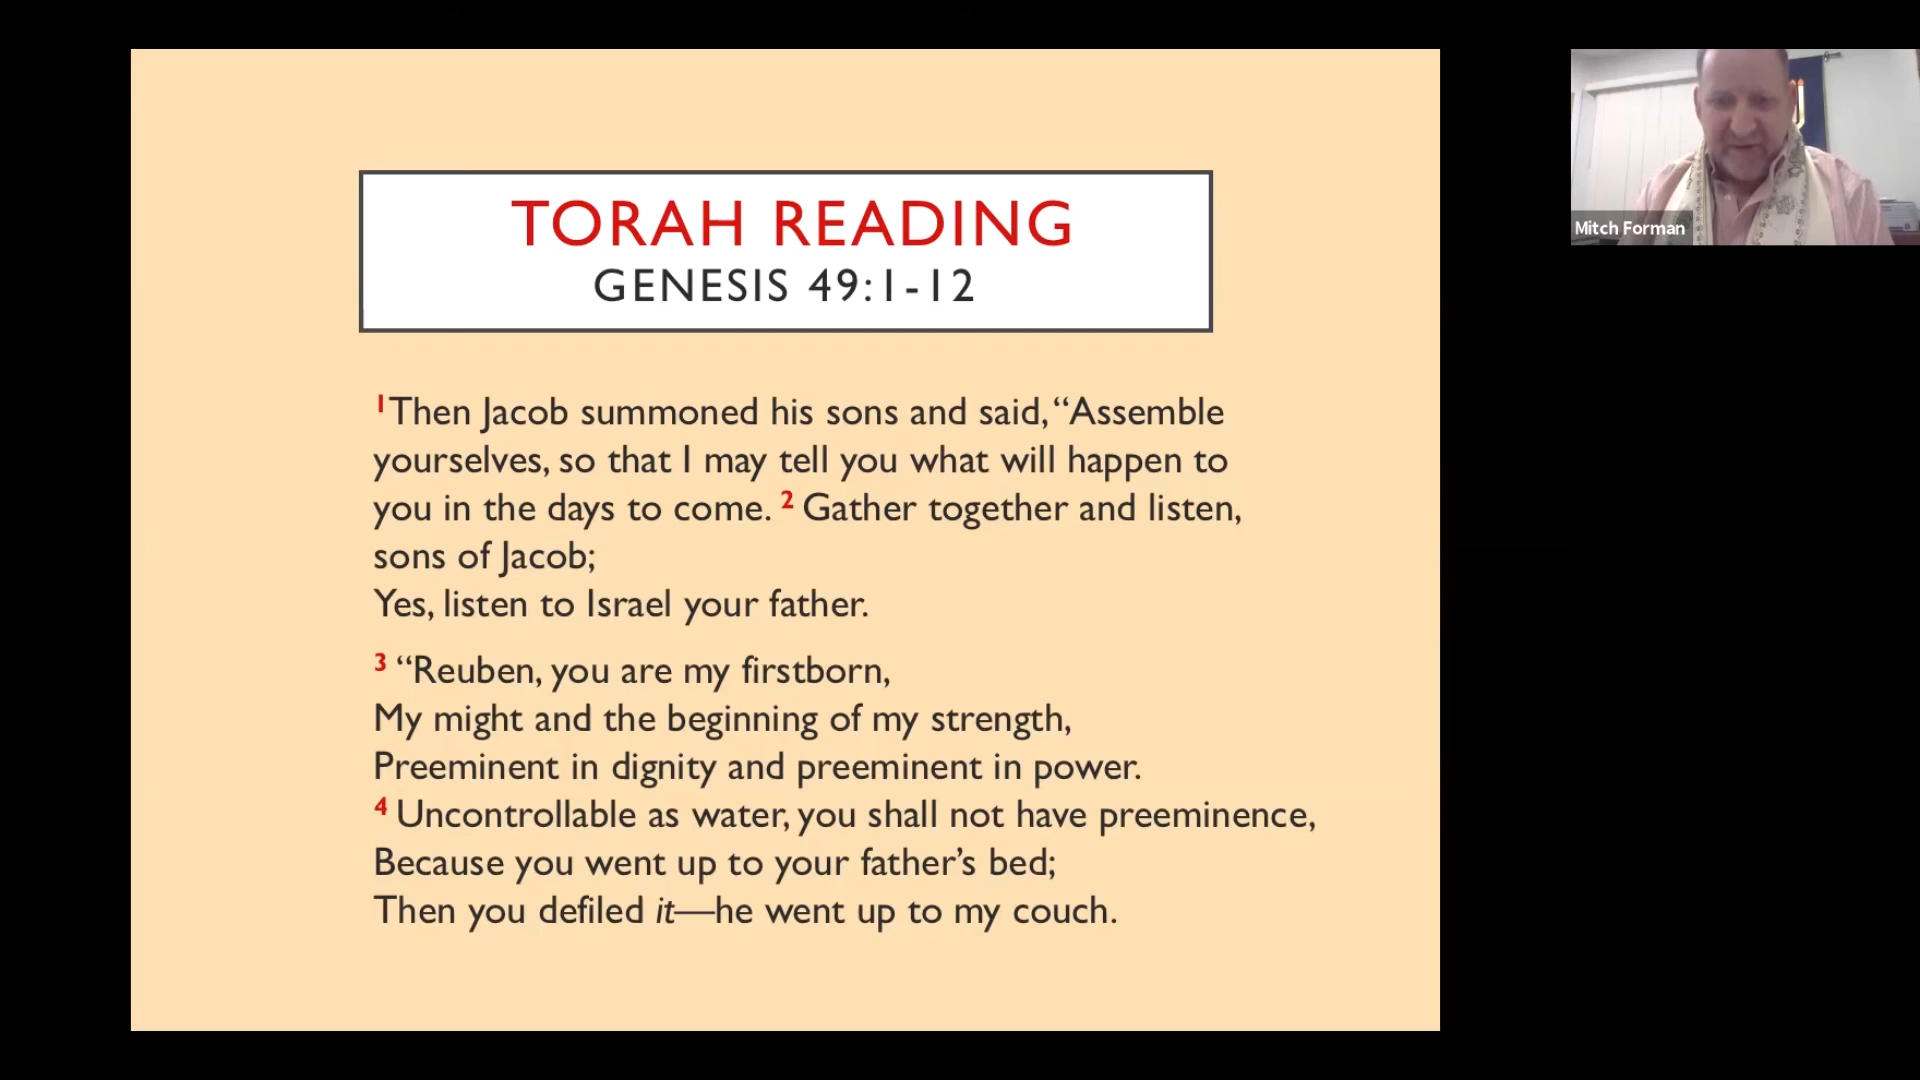 TORAH READING
GENESIS 49:1-12
1 Then Jacob summoned his sons and said, “Assemble
yourselves, so that I may tell you what will happen to
you in the days to come. 2 Gather together and listen,
sons of Jacob;
Yes, listen to Israel your father.
3 “Reuben, you are my firstborn,
My might and the beginning of my strength,
Preeminent in dignity and preeminent in power.
4 Uncontrollable as water, you shall not have preeminence,
Because you went up to your father’s bed;
Then you defiled it—he went up to my couch.
Mitch Forman